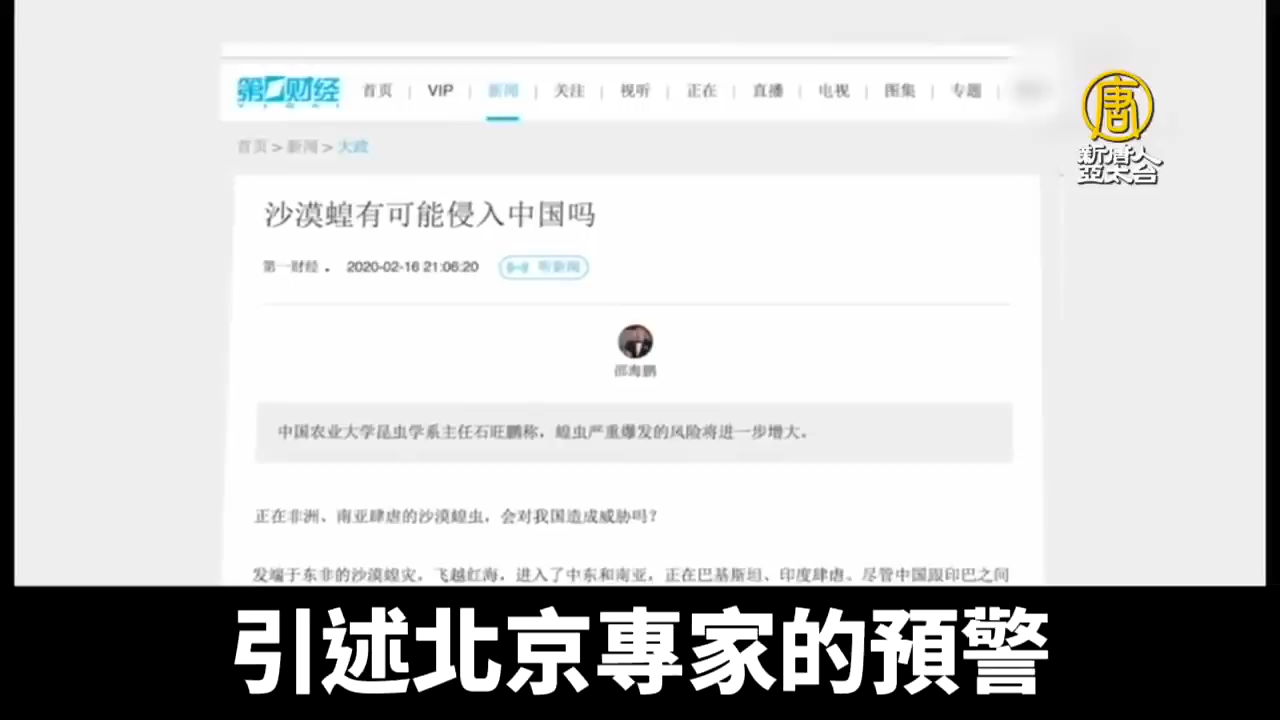 第一财经 首页 | VIP | 新闻 | 关注 | 视听 | 正在 | 直播 | 电视 | 图集 | 专题 |
YICAI
唐
新唐人
亞太台
首页 > 新闻 > 大政
沙漠蝗有可能侵入中国吗
第一财经 . 2020-02-16 21:06:20 听新闻
邵海鹏
中国农业大学昆虫学系主任石旺鹏称，蝗虫严重爆发的风险将进一步增大。
正在非洲、南亚肆虐的沙漠蝗虫，会对我国造成威胁吗？
发端于东非的沙漠蝗灾，飞越红海，进入了中东和南亚，正在巴基斯坦、印度肆虐。尽管中国跟印巴之间
引述北京專家的預警